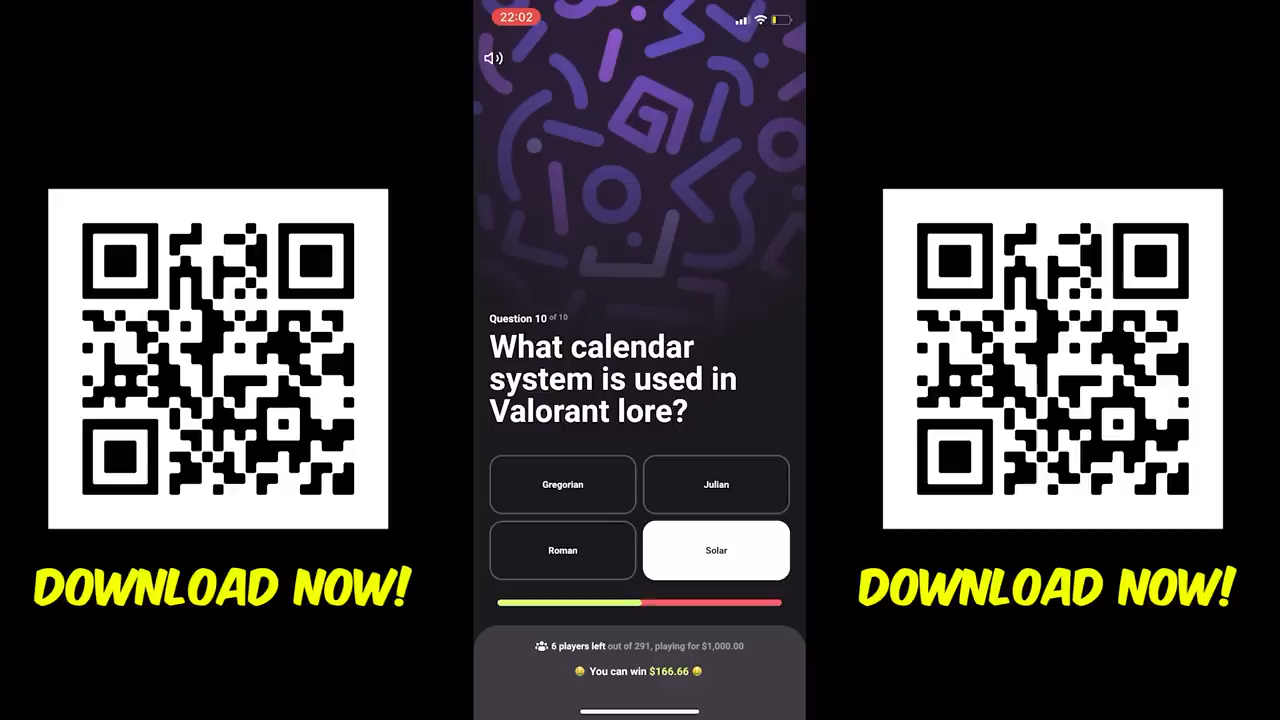 22:02
Question 10 of 10
What calendar
system is used in
Valorant lore?
Gregorian
Julian
Roman
Solar
6 players left out of 291, playing for $1,000.00
You can win $166.66
DOWNLOAD NOW!
DOWNLOAD NOW!